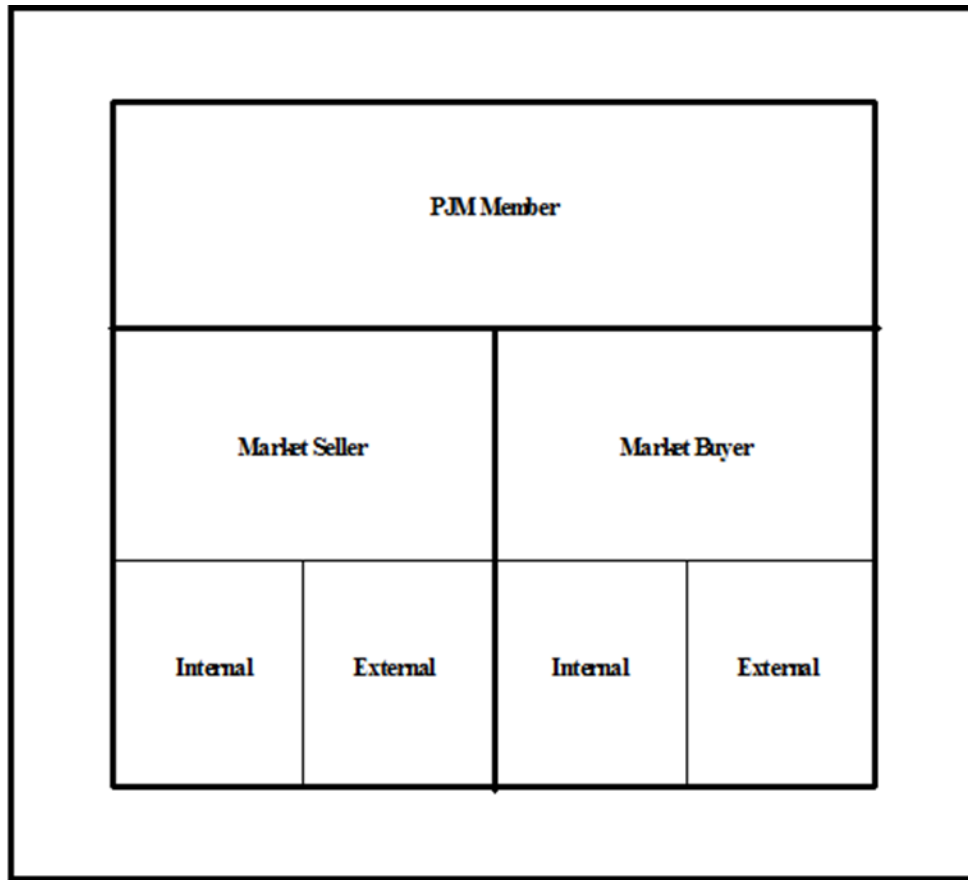 PJM Member
Market Seller
Market Buyer
Internal
External
Internal
External